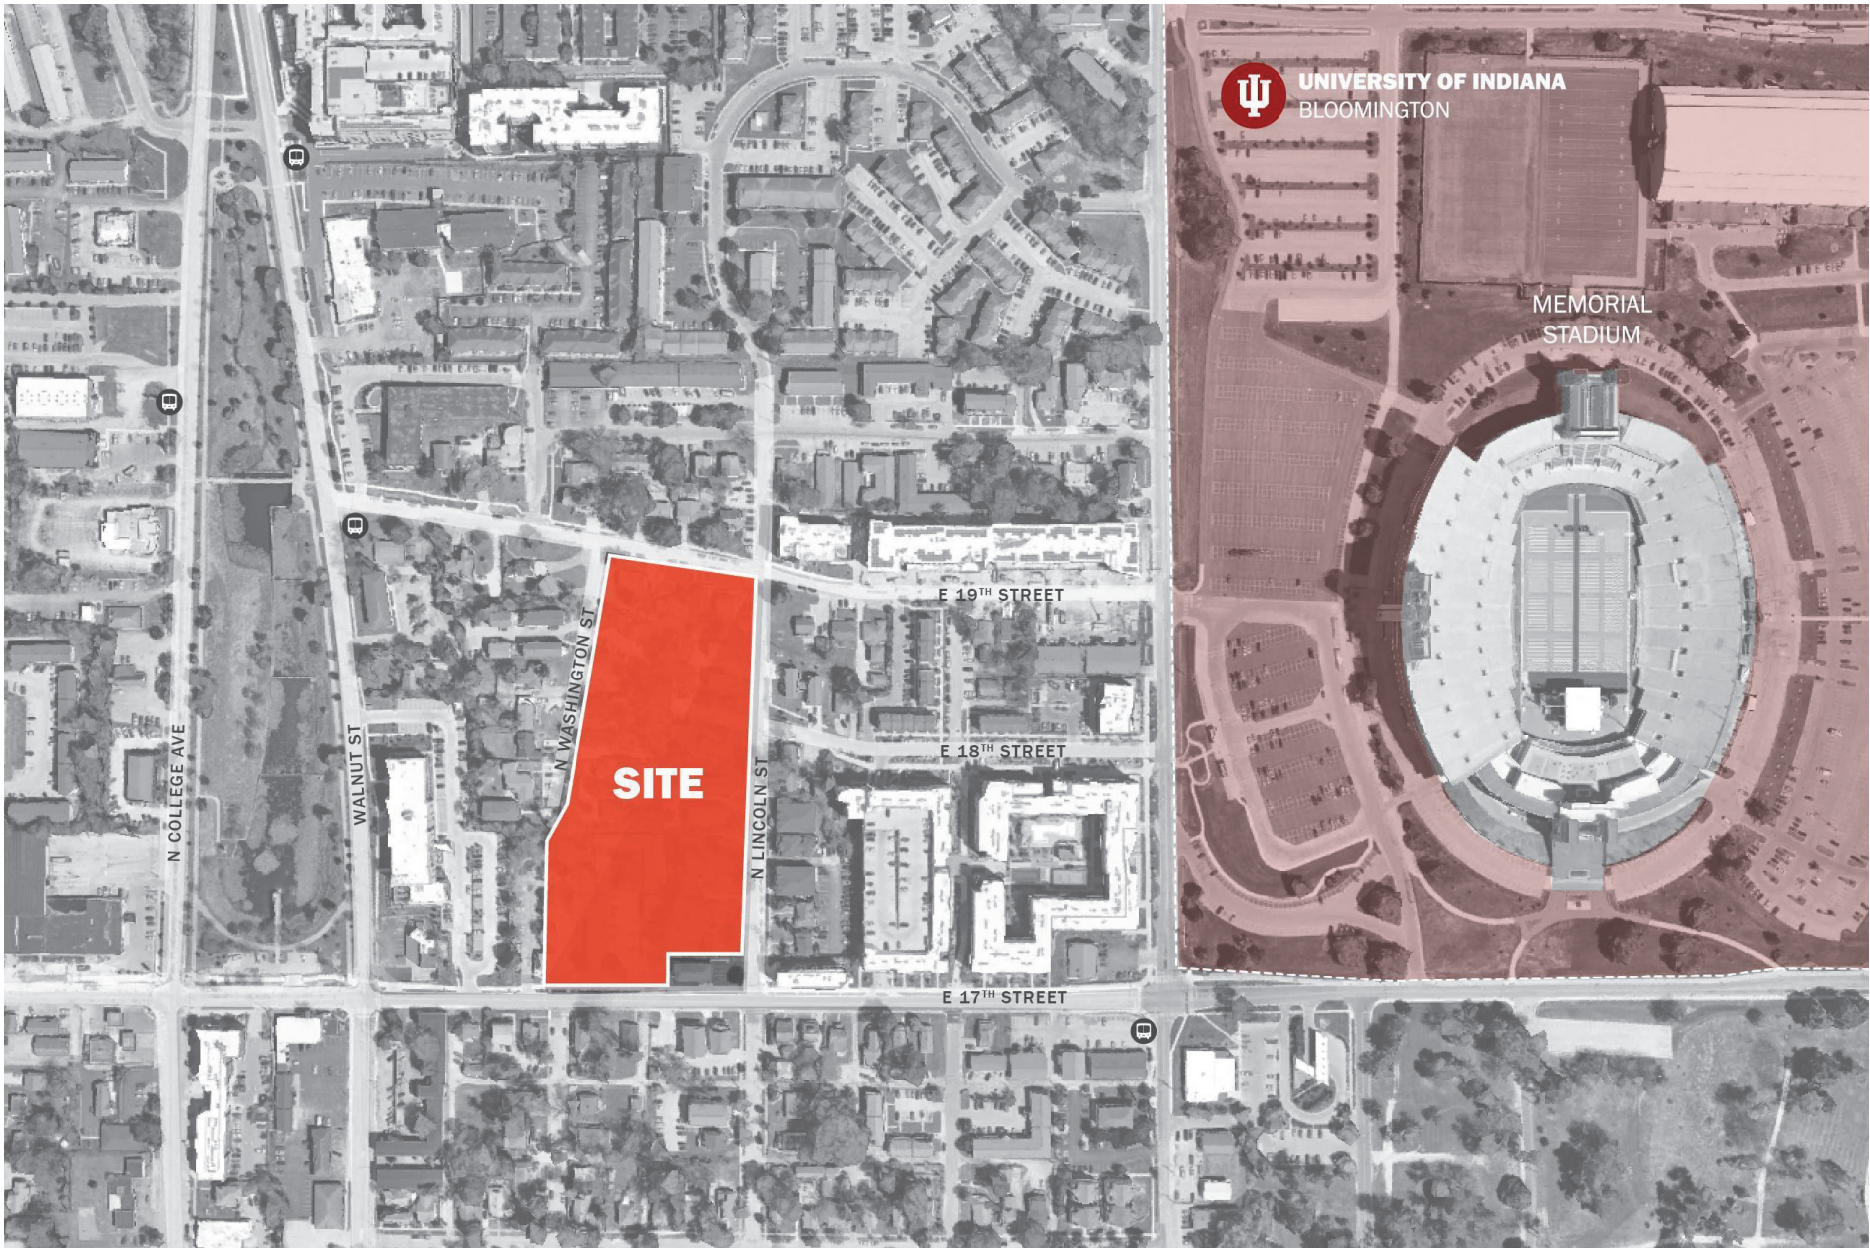 UNIVERSITY OF INDIANA
BLOOMINGTON
MEMORIAL
STADIUM
E 19TH STREET
N WASHINGTON ST
E 18TH STREET
N COLLEGE AVE
WALNUT ST
SITE
N LINCOLN ST
E 17TH STREET